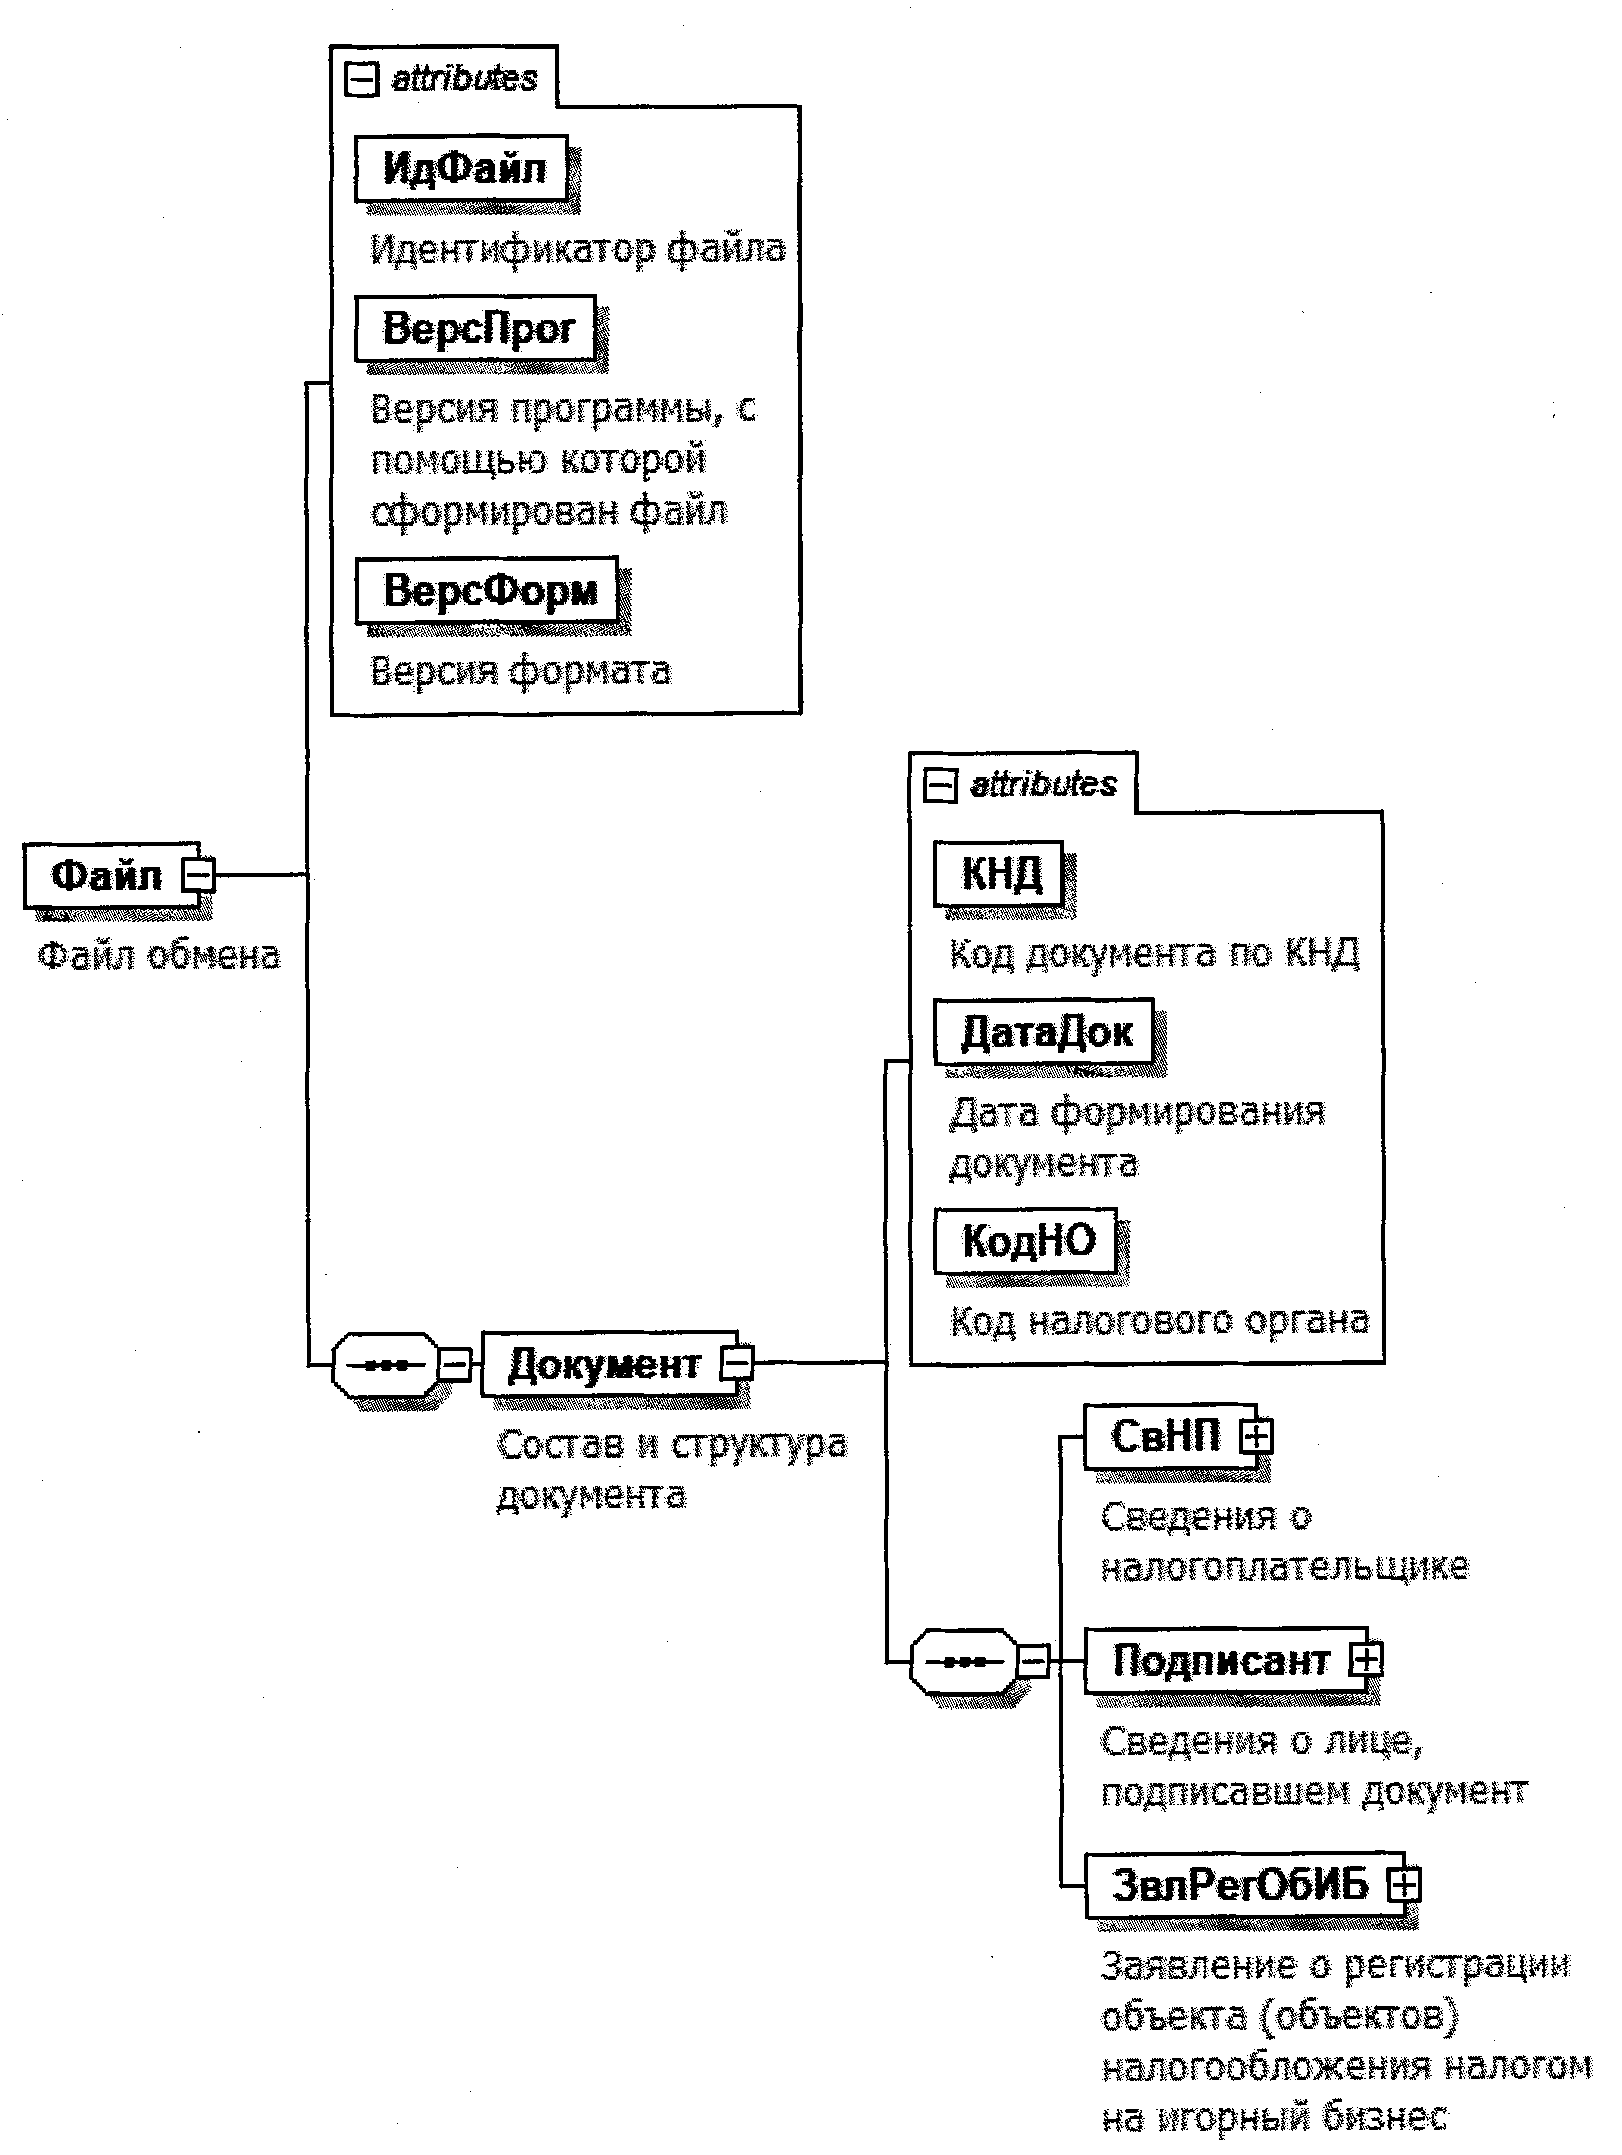 attributes
ИдФайл
Идентификатор файла
ВерсПрог
Версия программы, с
помощью которой
сформирован файл
ВерсФорм
Версия формата
Файл
Файл обмена
attributes
КНД
Код документа по КНД
ДатаДок
Дата формирования
документа
КодНО
Код налогового органа
Документ
Состав и структура
документа
СвНП
Сведения о
налогоплательщике
Подписант
Сведения о лице,
подписавшем документ
ЗвлРегОбИБ
Заявление о регистрации
объекта (объектов)
налогообложения налогом
на игорный бизнес